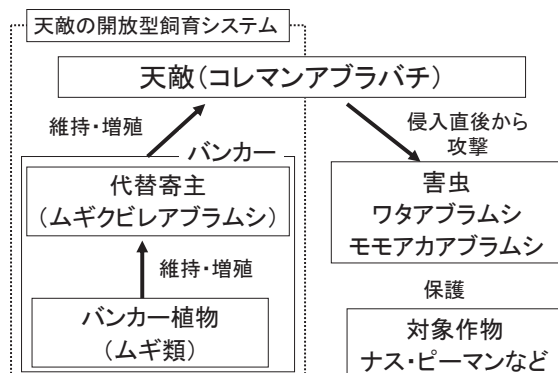 天敵の開放型飼育システム
天敵(コレマンアブラバチ)
維持・増殖
侵入直後から
攻撃
バンカー
代替寄主
(ムギクビレアブラムシ)
害虫
ワタアブラムシ
モモアカアブラムシ
維持・増殖
保護
バンカー植物
(ムギ類)
対象作物
ナス・ピーマンなど